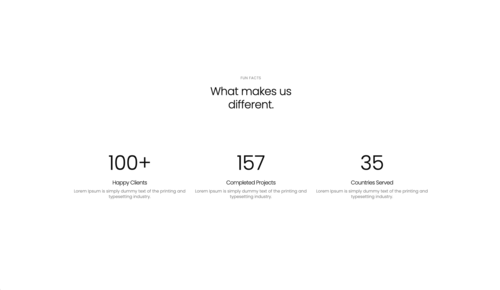 FUN FACTS
What makes us
different.
100+
157
35
Happy Clients
Completed Projects
Countries Served
Lorem Ipsum is simply dummy text of the printing and
typesetting industry.
Lorem Ipsum is simply dummy text of the printing and
typesetting industry.
Lorem Ipsum is simply dummy text of the printing and
typesetting industry.